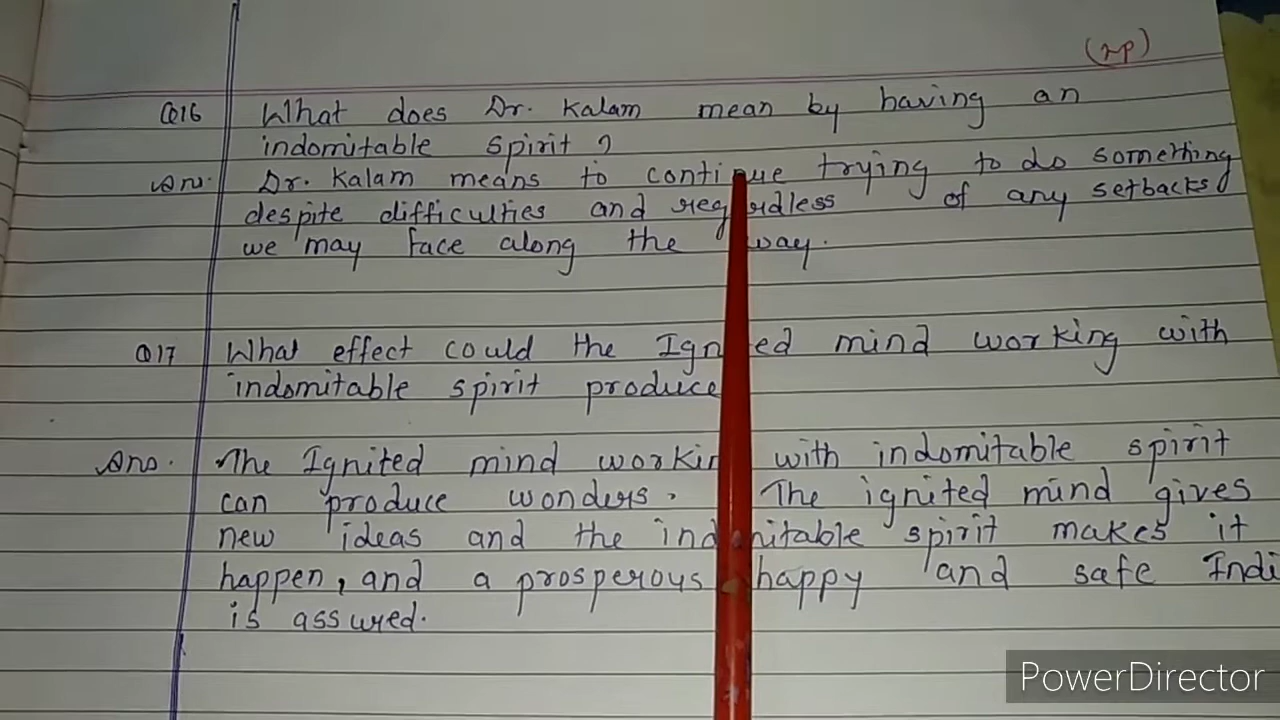 (2p)
Q16 What does Dr. Kalam mean by having an
indomitable spirit ?
Ans. Dr. Kalam means to continue trying to do something
despite difficulties and regardless of any setbacks
we may face along the way.
Q17 What effect could the Ignited mind working with
indomitable spirit produce
Ans. The Ignited mind workin with indomitable spirit
can produce wonders. The ignited mind gives
new ideas and the indomitable spirit makes it
happen, and a prosperous happy and safe Indi
is assured.
PowerDirector